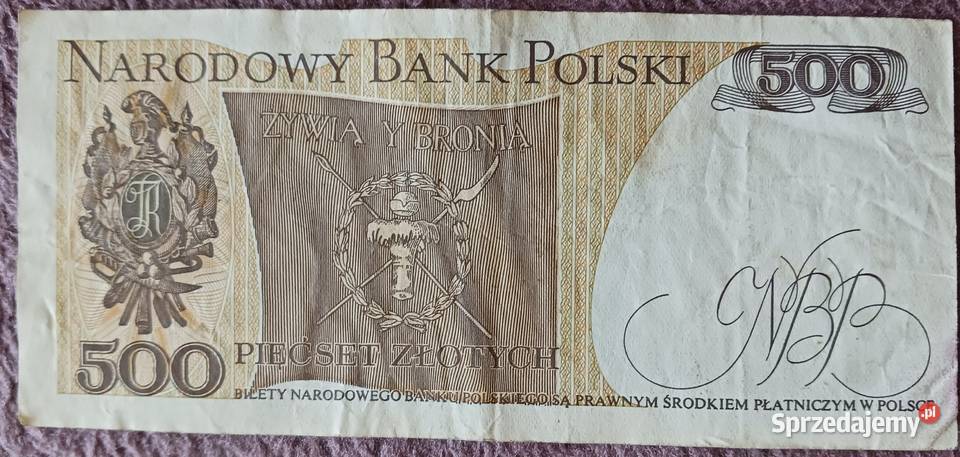 NARODOWY BANK POLSKI
500
ŻYWIĄ Y BRONIĄ
500
PIĘĆSET ZŁOTYCH
NBP
BILETY NARODOWEGO BANKU POLSKIEGO SĄ PRAWNYM ŚRODKIEM PŁATNICZYM W POLSCE
Sprzedajemy.pl